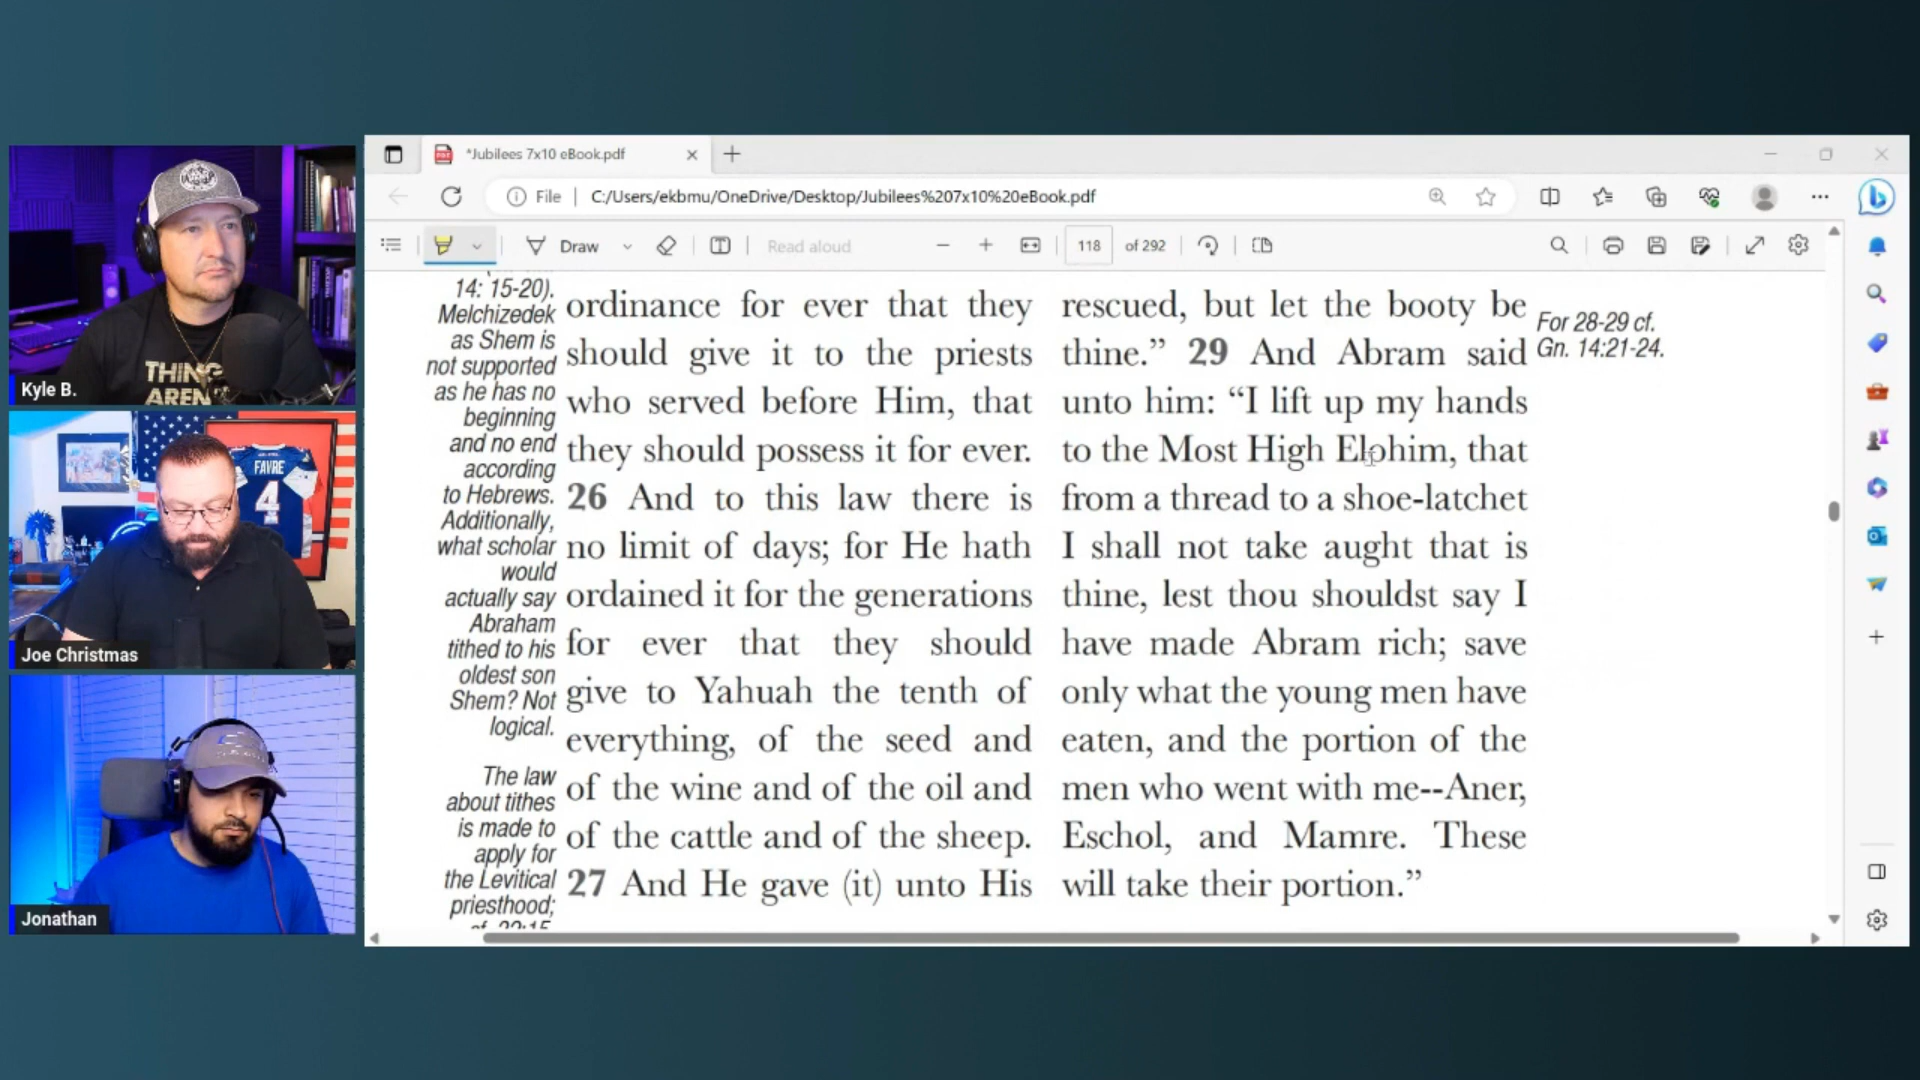 *Jubilees 7x10 eBook.pdf
File | C:/Users/ekbmu/OneDrive/Desktop/Jubilees%207x10%20eBook.pdf
Draw
Read aloud
118 of 292
14: 15-20).
Melchizedek
as Shem is
not supported
as he has no
beginning
and no end
according
to Hebrews.
Additionally,
what scholar
would
actually say
Abraham
tithed to his
oldest son
Shem? Not
logical.
The law
about tithes
is made to
apply for
the Levitical
priesthood;
ordinance for ever that they
should give it to the priests
who served before Him, that
they should possess it for ever.
26 And to this law there is
no limit of days; for He hath
ordained it for the generations
for ever that they should
give to Yahuah the tenth of
everything, of the seed and
of the wine and of the oil and
of the cattle and of the sheep.
27 And He gave (it) unto His
rescued, but let the booty be
thine.” 29 And Abram said
unto him: “I lift up my hands
to the Most High Elohim, that
from a thread to a shoe-latchet
I shall not take aught that is
thine, lest thou shouldst say I
have made Abram rich; save
only what the young men have
eaten, and the portion of the
men who went with me--Aner,
Eschol, and Mamre. These
will take their portion.”
For 28-29 cf.
Gn. 14:21-24.
THING
AREN
Kyle B.
FAVRE
4
Joe Christmas
Jonathan